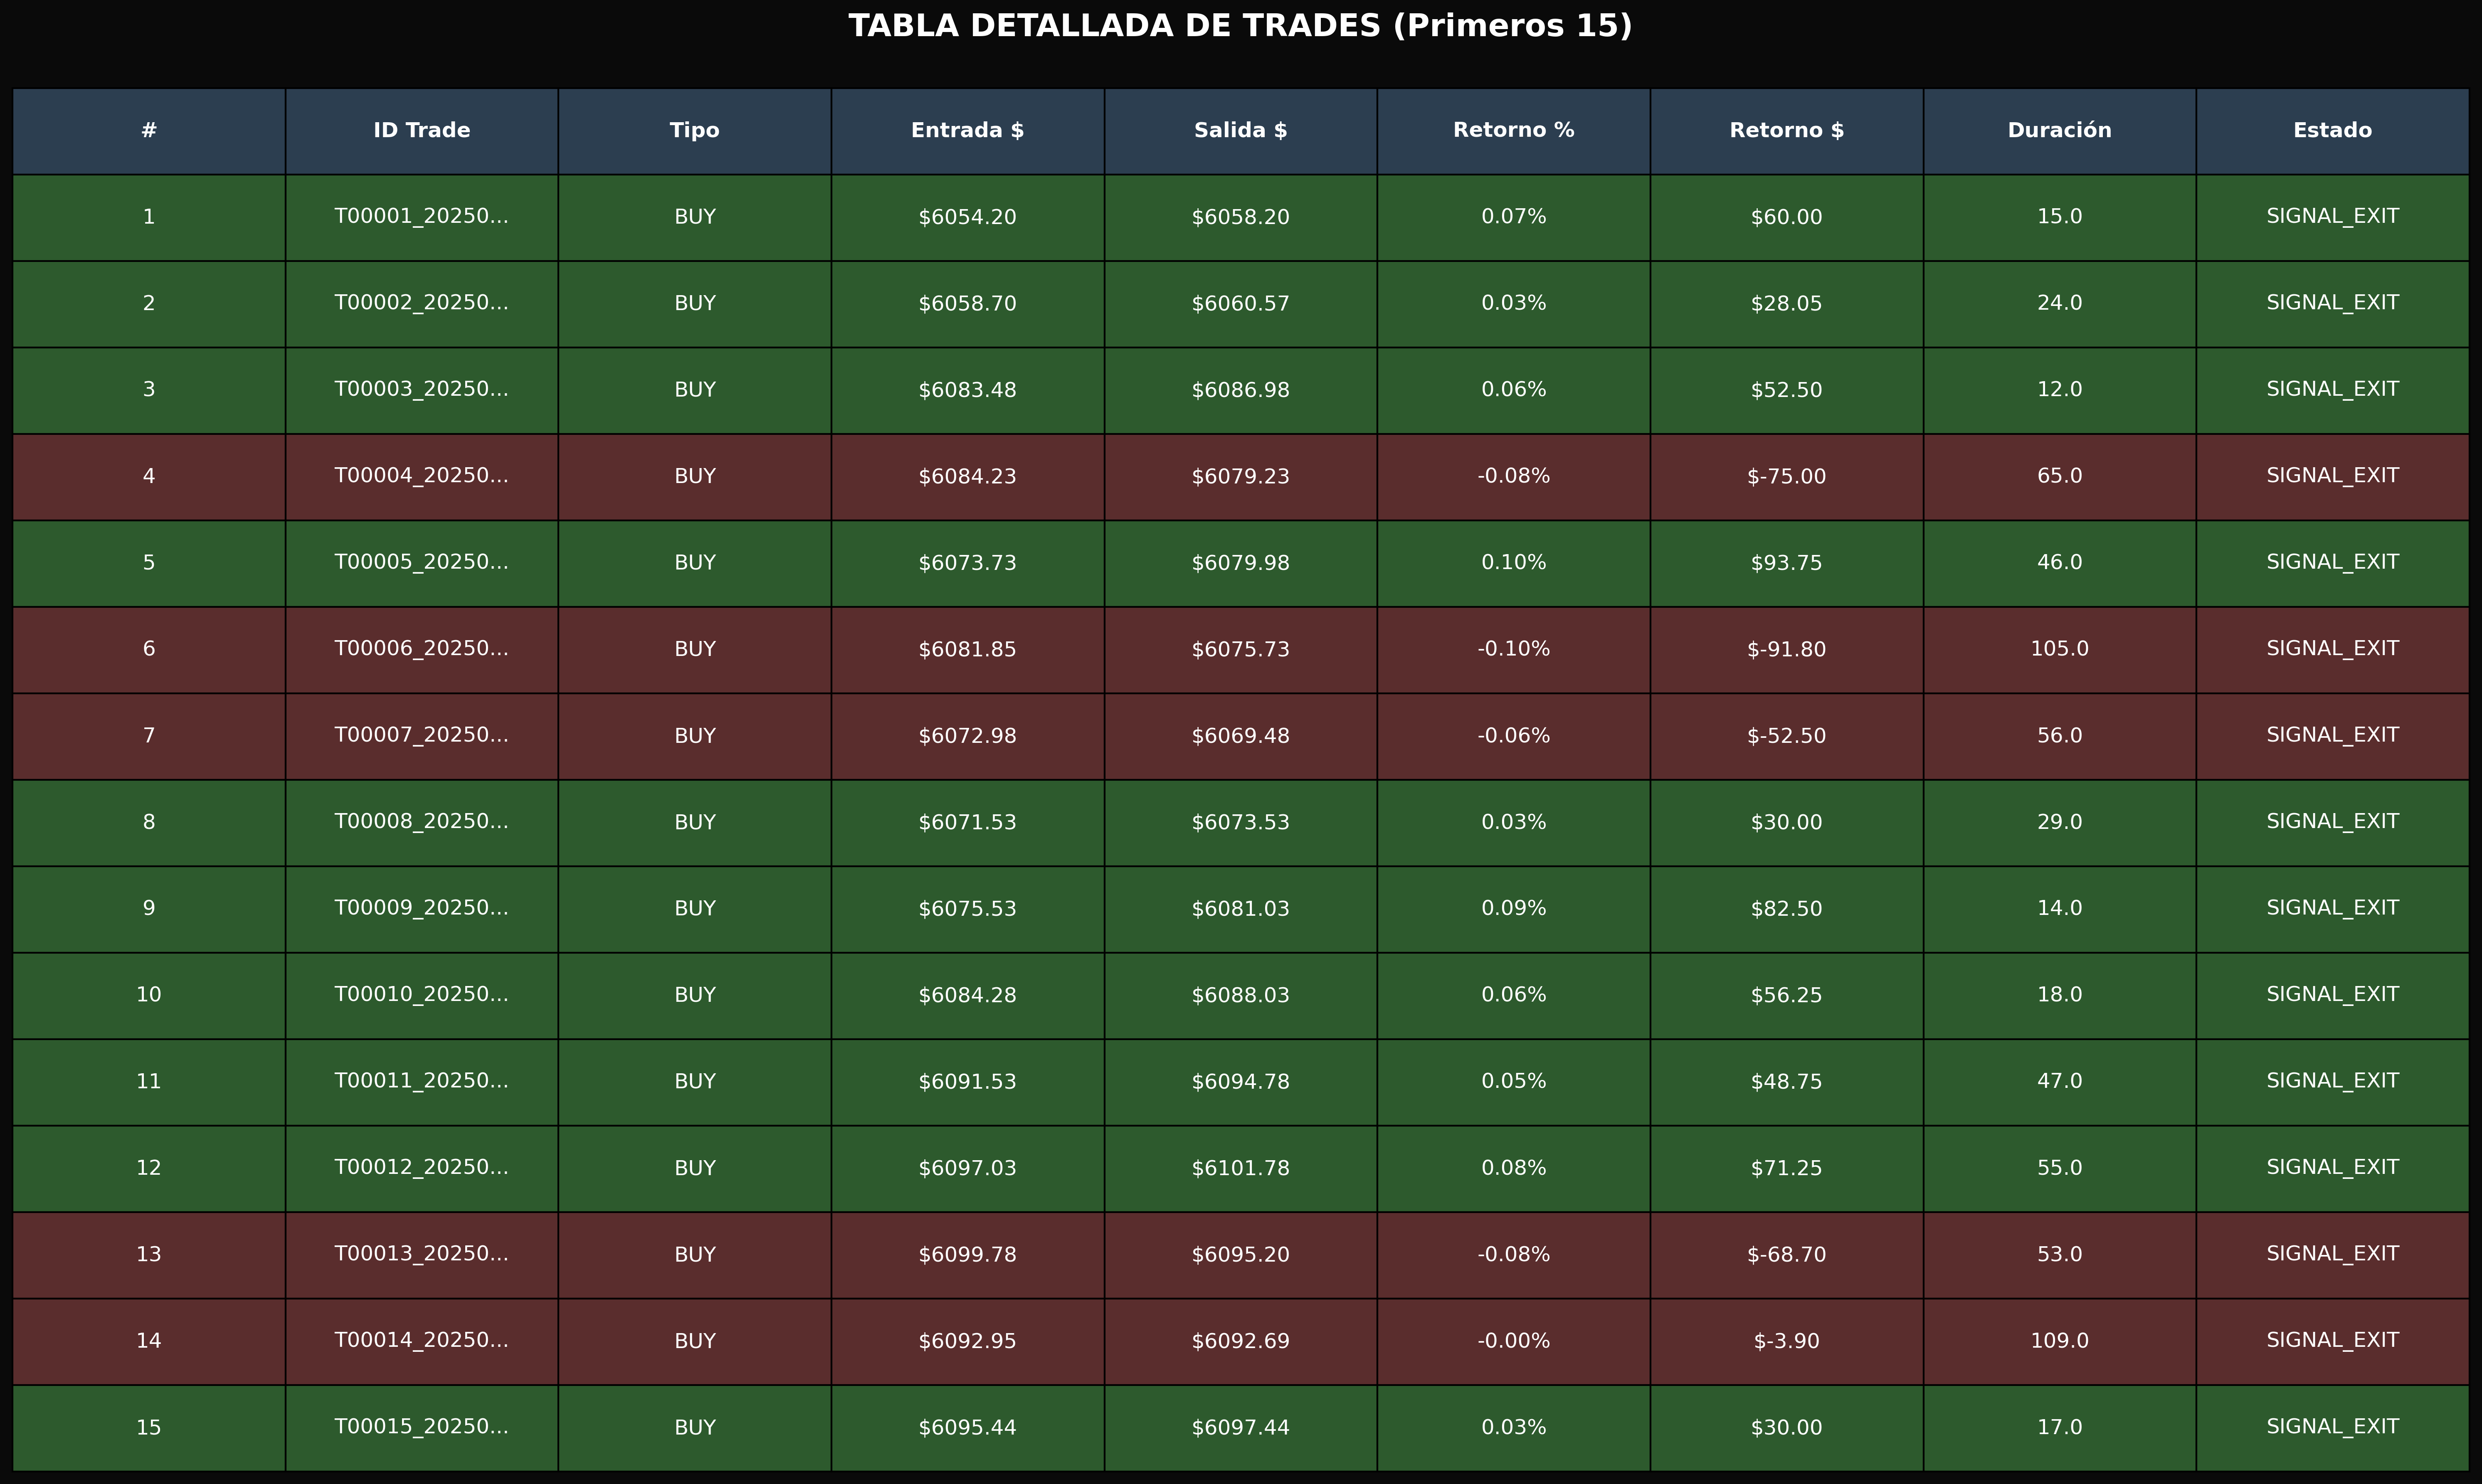 TABLA DETALLADA DE TRADES (Primeros 15)
# ID Trade Tipo Entrada $ Salida $ Retorno % Retorno $ Duración Estado
1 T00001_20250... BUY $6054.20 $6058.20 0.07% $60.00 15.0 SIGNAL_EXIT
2 T00002_20250... BUY $6058.70 $6060.57 0.03% $28.05 24.0 SIGNAL_EXIT
3 T00003_20250... BUY $6083.48 $6086.98 0.06% $52.50 12.0 SIGNAL_EXIT
4 T00004_20250... BUY $6084.23 $6079.23 -0.08% $-75.00 65.0 SIGNAL_EXIT
5 T00005_20250... BUY $6073.73 $6079.98 0.10% $93.75 46.0 SIGNAL_EXIT
6 T00006_20250... BUY $6081.85 $6075.73 -0.10% $-91.80 105.0 SIGNAL_EXIT
7 T00007_20250... BUY $6072.98 $6069.48 -0.06% $-52.50 56.0 SIGNAL_EXIT
8 T00008_20250... BUY $6071.53 $6073.53 0.03% $30.00 29.0 SIGNAL_EXIT
9 T00009_20250... BUY $6075.53 $6081.03 0.09% $82.50 14.0 SIGNAL_EXIT
10 T00010_20250... BUY $6084.28 $6088.03 0.06% $56.25 18.0 SIGNAL_EXIT
11 T00011_20250... BUY $6091.53 $6094.78 0.05% $48.75 47.0 SIGNAL_EXIT
12 T00012_20250... BUY $6097.03 $6101.78 0.08% $71.25 55.0 SIGNAL_EXIT
13 T00013_20250... BUY $6099.78 $6095.20 -0.08% $-68.70 53.0 SIGNAL_EXIT
14 T00014_20250... BUY $6092.95 $6092.69 -0.00% $-3.90 109.0 SIGNAL_EXIT
15 T00015_20250... BUY $6095.44 $6097.44 0.03% $30.00 17.0 SIGNAL_EXIT